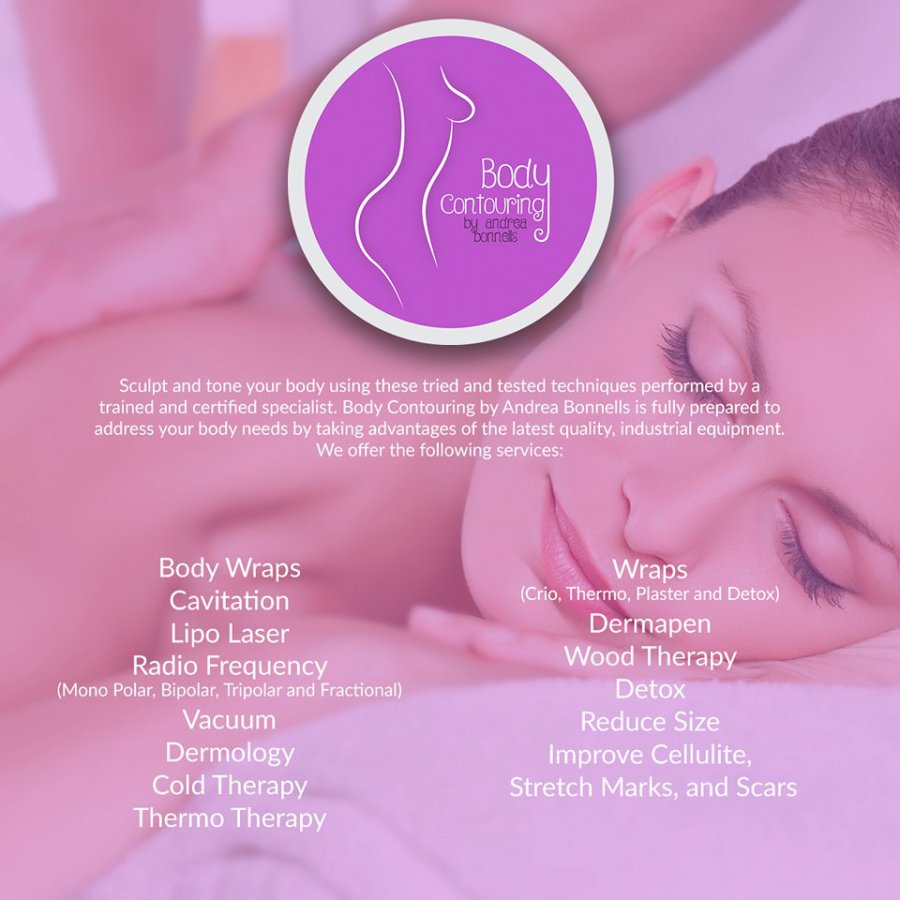 Body
Contouring
by andrea
bonnells
Sculpt and tone your body using these tried and tested techniques performed by a
trained and certified specialist. Body Contouring by Andrea Bonnells is fully prepared to
address your body needs by taking advantages of the latest quality, industrial equipment.
We offer the following services:
Body Wraps
Cavitation
Lipo Laser
Radio Frequency
(Mono Polar, Bipolar, Tripolar and Fractional)
Vacuum
Dermology
Cold Therapy
Thermo Therapy
Wraps
(Crio, Thermo, Plaster and Detox)
Dermapen
Wood Therapy
Detox
Reduce Size
Improve Cellulite,
Stretch Marks, and Scars